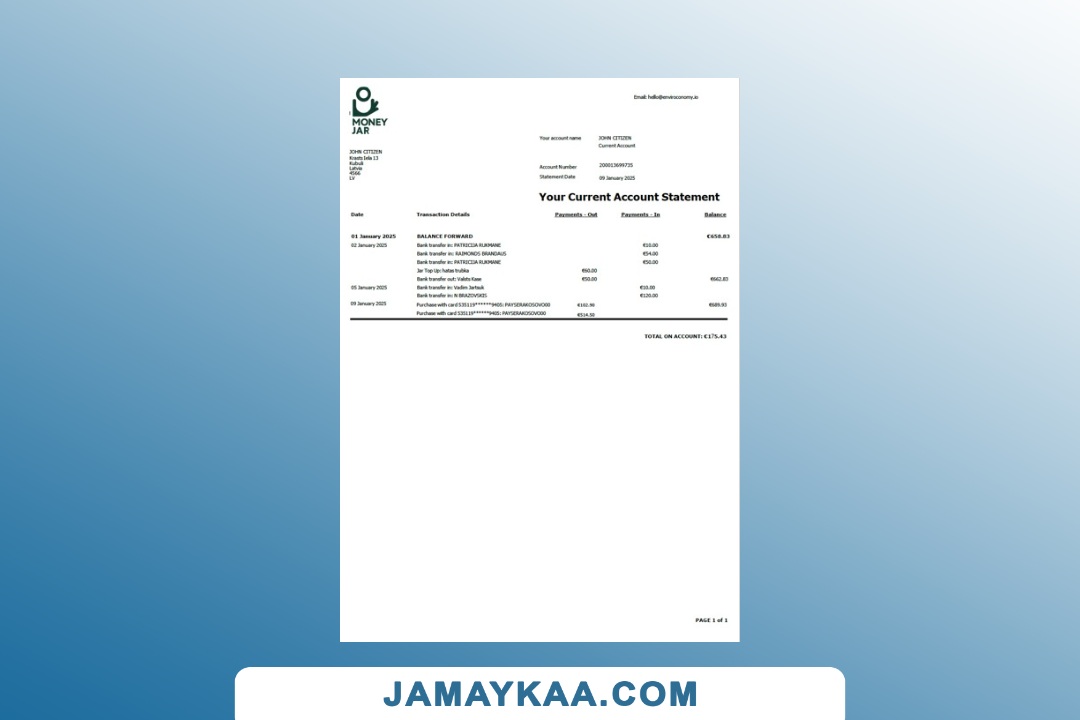 Email: hello@enviroconomy.io
MONEY
JAR
Your account name JOHN CITIZEN
Current Account
JOHN CITIZEN
Krasta iela 13
Kubuli
Latvia
4566
LV
Account Number 200013699735
Statement Date 09 January 2025
Your Current Account Statement
Date Transaction Details Payments - Out Payments - In Balance
01 January 2025 BALANCE FORWARD €658.83
02 January 2025 Bank transfer in: PATRICIJA RUKMANE €10.00
Bank transfer in: RAIMONDS BRANDAUS €54.00
Bank transfer in: PATRICIJA RUKMANE €50.00
Jar Top Up: hatas trubka €60.00
Bank transfer out: Valsts Kase €50.00 €662.83
05 January 2025 Bank transfer in: Vadim Jartsuk €10.00
Bank transfer in: N BRAZOVSKIS €120.00
09 January 2025 Purchase with card 535119******9405: PAYSERAKOSOVO00 €102.90 €689.93
Purchase with card 535119******9405: PAYSERAKOSOVO00 €514.50
TOTAL ON ACCOUNT: €175.43
PAGE 1 of 1
JAMAYKAA.COM